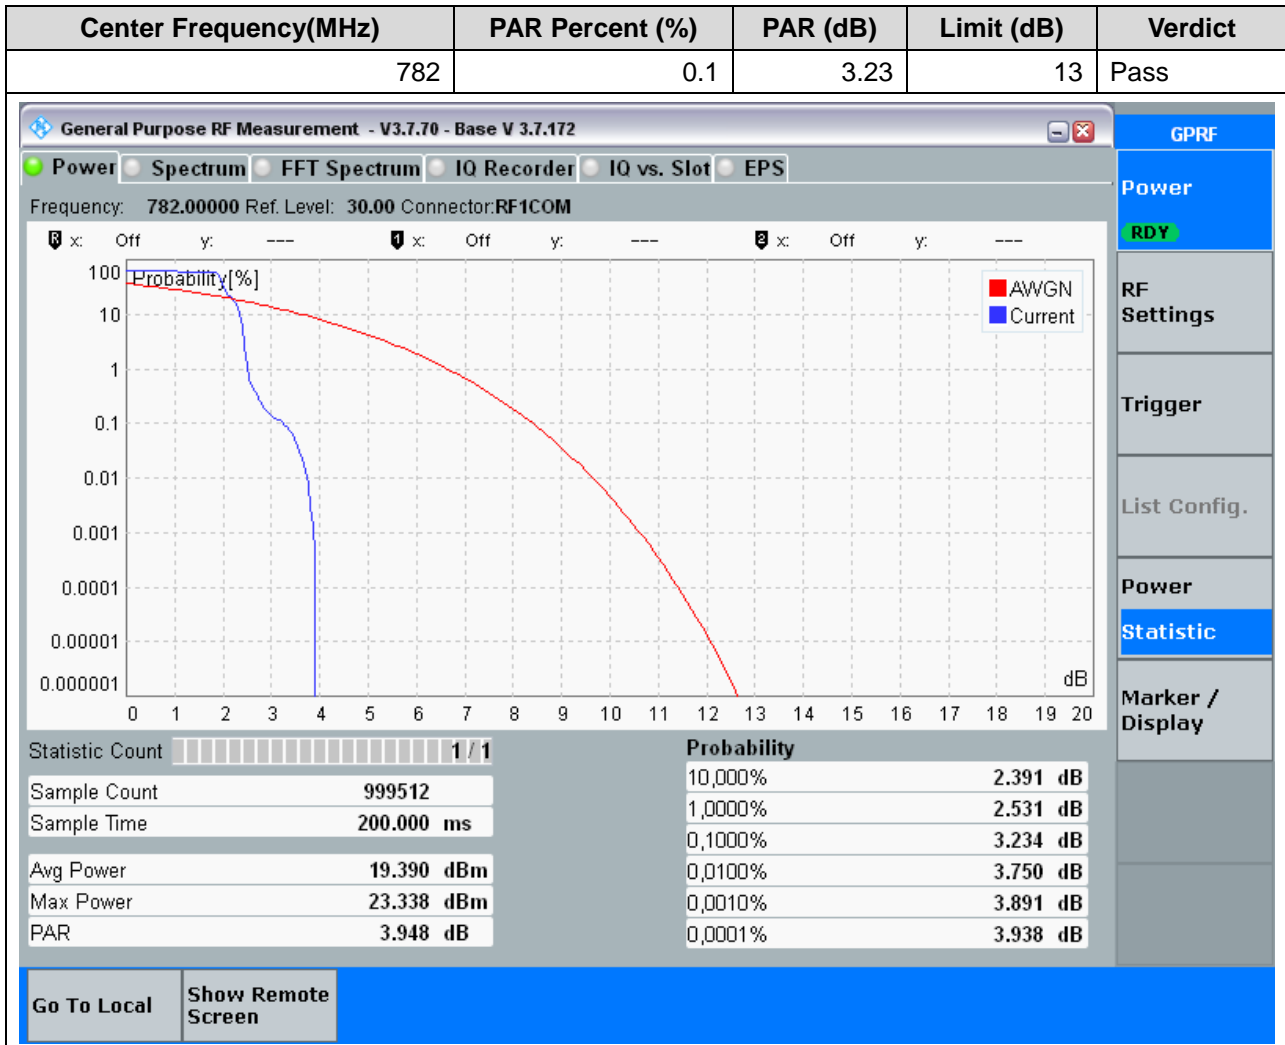 Center Frequency(MHz) PAR Percent (%) PAR (dB) Limit (dB) Verdict
782 0.1 3.23 13 Pass
General Purpose RF Measurement - V3.7.70 - Base V 3.7.172
GPRF
Power Spectrum FFT Spectrum IQ Recorder IQ vs. Slot EPS
Power
RDY
Frequency: 782.00000 Ref. Level: 30.00 Connector:RF1COM
R x: Off y: --- 1 x: Off y: --- 2 x: Off y: ---
Probability[%]
AWGN
Current
100
10
1
0.1
0.01
0.001
0.0001
0.00001
0.000001
dB
0 1 2 3 4 5 6 7 8 9 10 11 12 13 14 15 16 17 18 19 20
RF
Settings
Trigger
List Config.
Power
Statistic
Marker /
Display
Statistic Count 1 / 1
Sample Count 999512
Sample Time 200.000 ms
Avg Power 19.390 dBm
Max Power 23.338 dBm
PAR 3.948 dB
Probability
10,000% 2.391 dB
1,0000% 2.531 dB
0,1000% 3.234 dB
0,0100% 3.750 dB
0,0010% 3.891 dB
0,0001% 3.938 dB
Go To Local
Show Remote
Screen